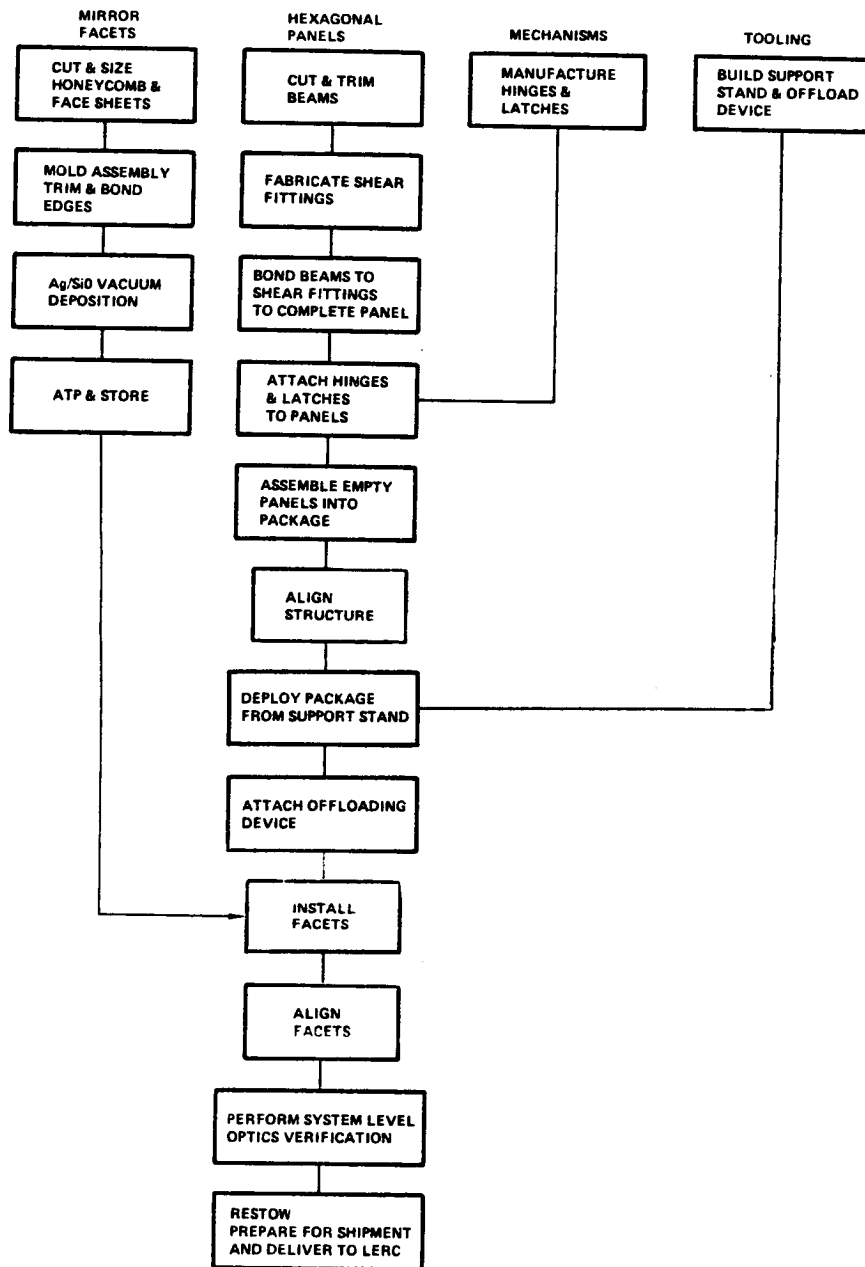 MIRROR
FACETS
HEXAGONAL
PANELS
MECHANISMS
TOOLING
CUT & SIZE
HONEYCOMB &
FACE SHEETS
CUT & TRIM
BEAMS
MANUFACTURE
HINGES &
LATCHES
BUILD SUPPORT
STAND & OFFLOAD
DEVICE
MOLD ASSEMBLY
TRIM & BOND
EDGES
FABRICATE SHEAR
FITTINGS
Ag/SiO VACUUM
DEPOSITION
BOND BEAMS TO
SHEAR FITTINGS
TO COMPLETE PANEL
ATP & STORE
ATTACH HINGES
& LATCHES
TO PANELS
ASSEMBLE EMPTY
PANELS INTO
PACKAGE
ALIGN
STRUCTURE
DEPLOY PACKAGE
FROM SUPPORT STAND
ATTACH OFFLOADING
DEVICE
INSTALL
FACETS
ALIGN
FACETS
PERFORM SYSTEM LEVEL
OPTICS VERIFICATION
RESTOW
PREPARE FOR SHIPMENT
AND DELIVER TO LERC